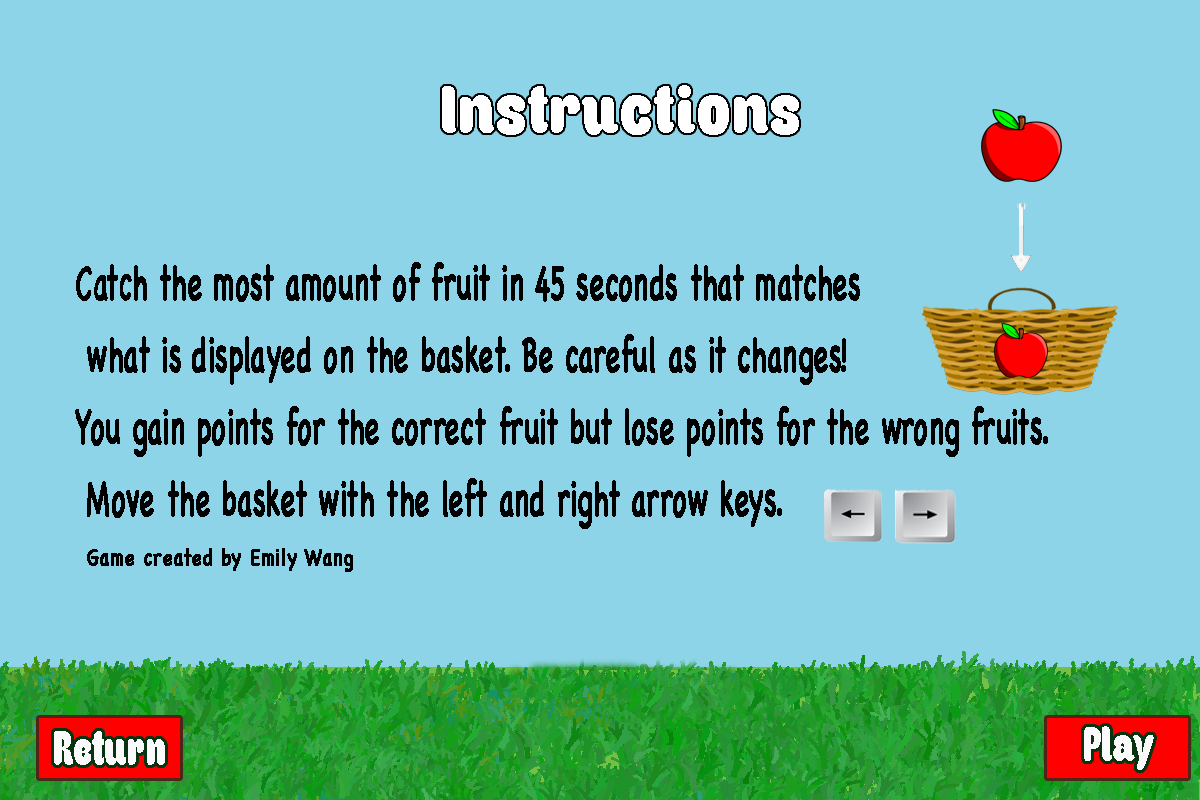 Instructions
Catch the most amount of fruit in 45 seconds that matches
what is displayed on the basket. Be careful as it changes!
You gain points for the correct fruit but lose points for the wrong fruits.
Move the basket with the left and right arrow keys.
← →
Game created by Emily Wang
Return
Play